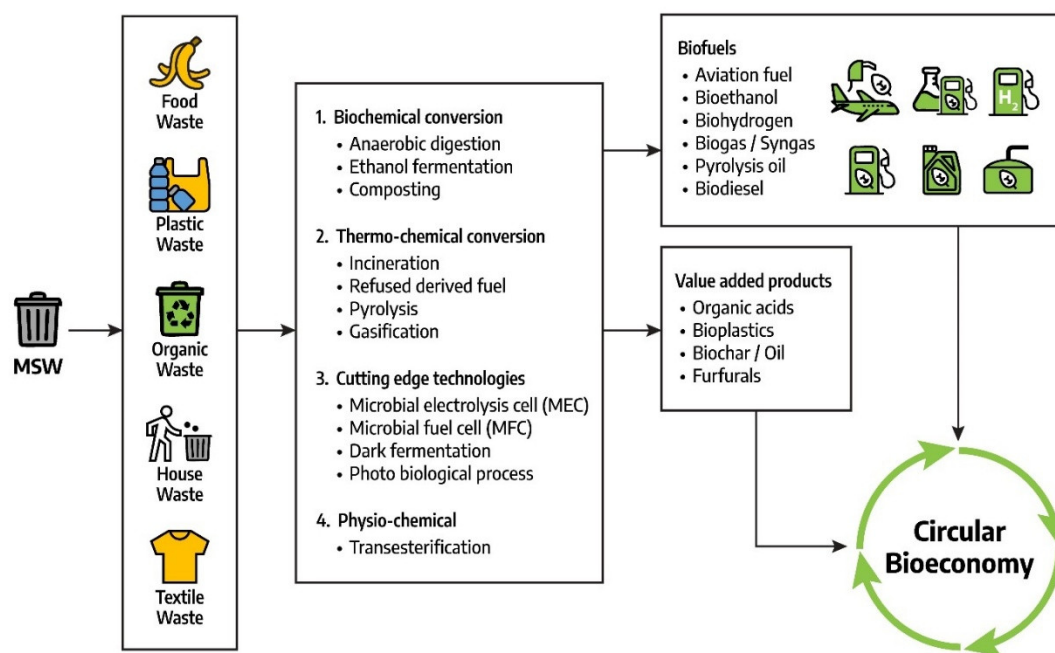 MSW
Food
Waste
Plastic
Waste
Organic
Waste
House
Waste
Textile
Waste
1. Biochemical conversion
• Anaerobic digestion
• Ethanol fermentation
• Composting
2. Thermo-chemical conversion
• Incineration
• Refused derived fuel
• Pyrolysis
• Gasification
3. Cutting edge technologies
• Microbial electrolysis cell (MEC)
• Microbial fuel cell (MFC)
• Dark fermentation
• Photo biological process
4. Physio-chemical
• Transesterification
Biofuels
• Aviation fuel
• Bioethanol
• Biohydrogen
• Biogas / Syngas
• Pyrolysis oil
• Biodiesel
H₂
Value added products
• Organic acids
• Bioplastics
• Biochar / Oil
• Furfurals
Circular
Bioeconomy